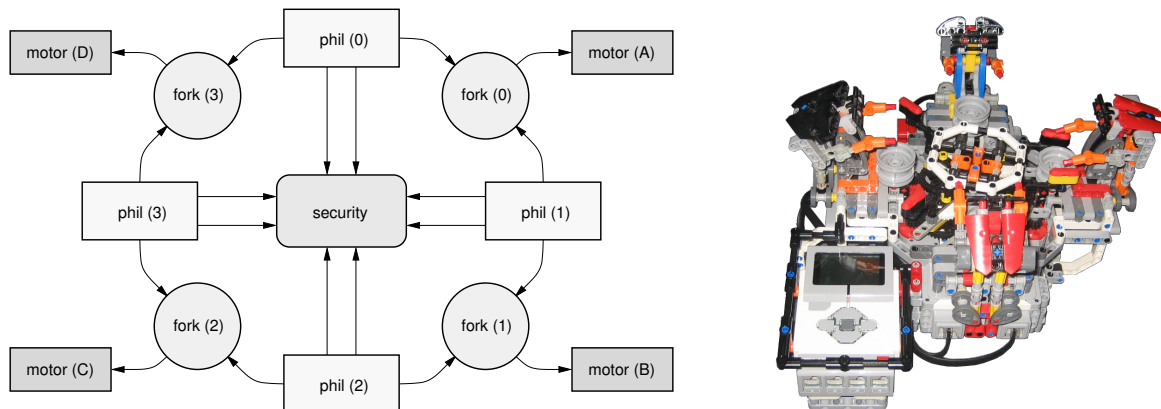 phil (0)
motor (D)
motor (A)
fork (3)
fork (0)
phil (3)
security
phil (1)
fork (2)
fork (1)
motor (C)
phil (2)
motor (B)